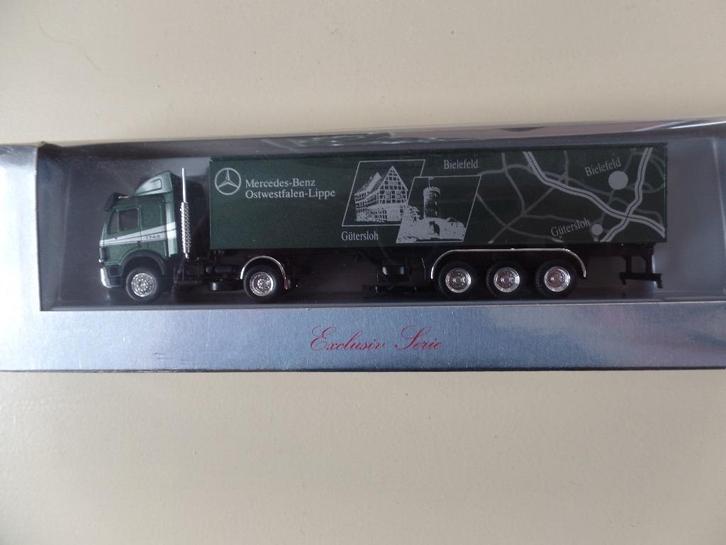 Mercedes-Benz
Ostwestfalen-Lippe
Bielefeld
Gütersloh
Bielefeld
Gütersloh
Exclusiv Serie